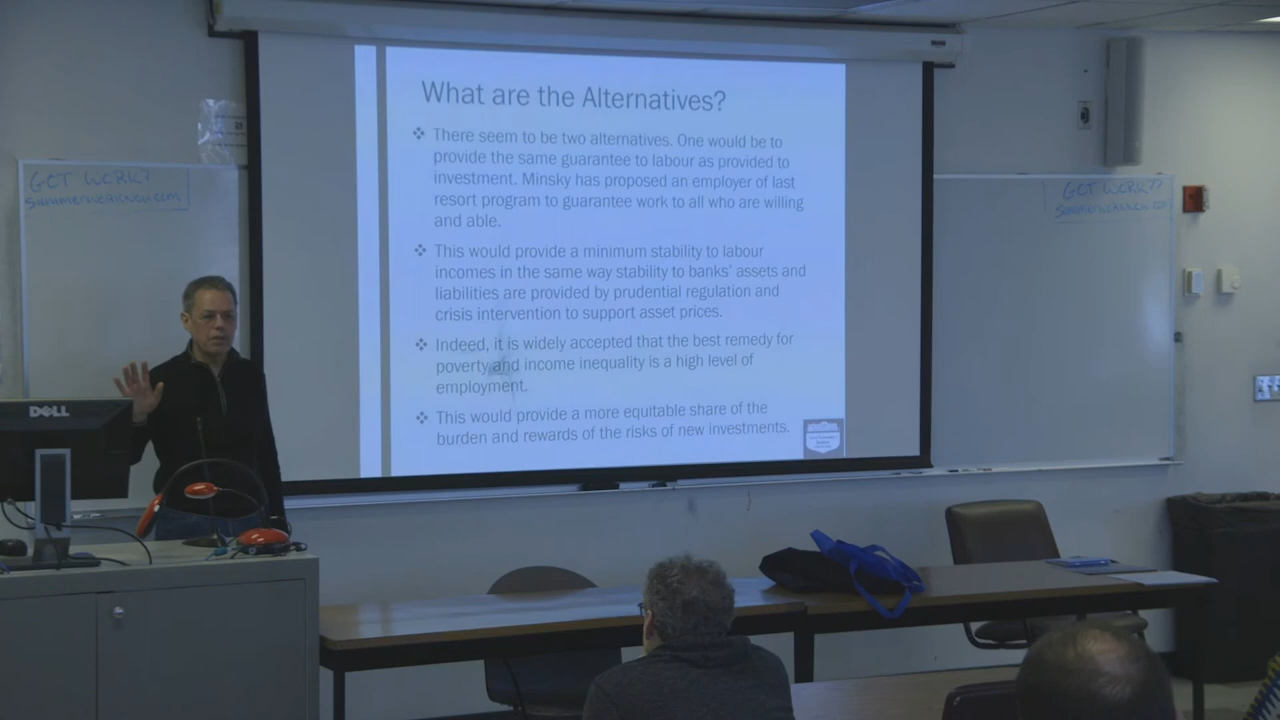 What are the Alternatives?
❖ There seem to be two alternatives. One would be to
provide the same guarantee to labour as provided to
investment. Minsky has proposed an employer of last
resort program to guarantee work to all who are willing
and able.
❖ This would provide a minimum stability to labour
incomes in the same way stability to banks' assets and
liabilities are provided by prudential regulation and
crisis intervention to support asset prices.
❖ Indeed, it is widely accepted that the best remedy for
poverty and income inequality is a high level of
employment.
❖ This would provide a more equitable share of the
burden and rewards of the risks of new investments.
GOT WORK?
GOT WORK??
DELL